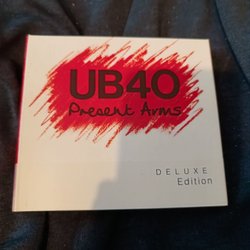 UB40
Present Arms
DELUXE
Edition